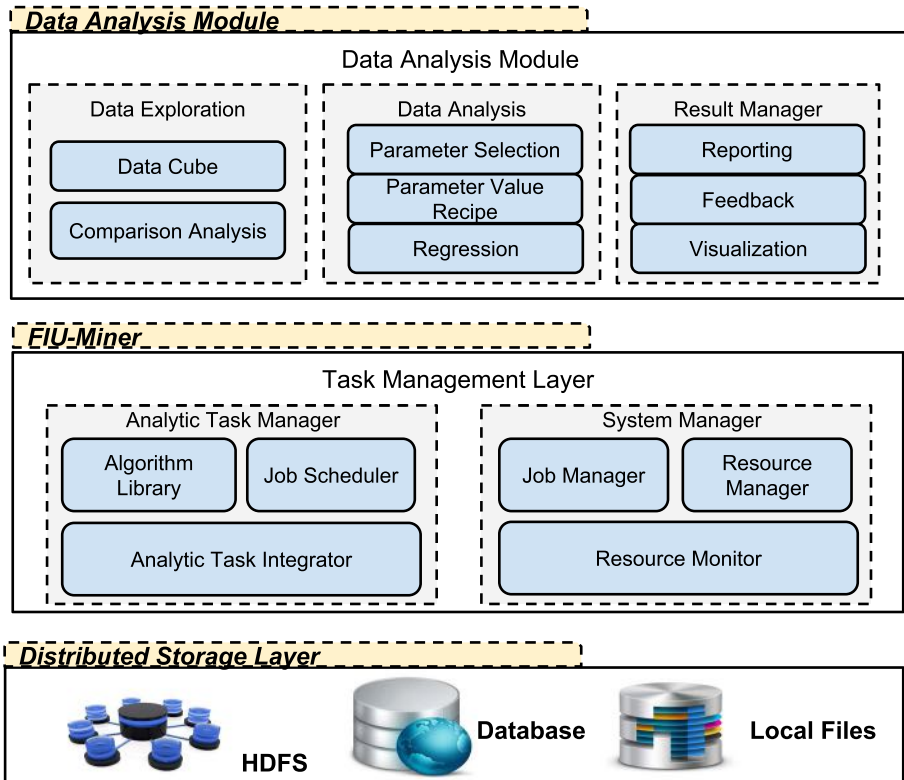 Data Analysis Module
Data Analysis Module
Data Exploration
Data Cube
Comparison Analysis
Data Analysis
Parameter Selection
Parameter Value
Recipe
Regression
Result Manager
Reporting
Feedback
Visualization
FIU-Miner
Task Management Layer
Analytic Task Manager
Algorithm
Library
Job Scheduler
Analytic Task Integrator
System Manager
Job Manager
Resource
Manager
Resource Monitor
Distributed Storage Layer
HDFS
Database
Local Files